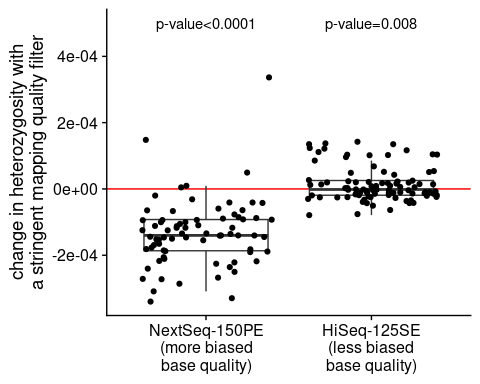 change in heterozygosity with
a stringent mapping quality filter
p-value<0.0001
p-value=0.008
4e-04
2e-04
0e+00
-2e-04
NextSeq-150PE
(more biased
base quality)
HiSeq-125SE
(less biased
base quality)